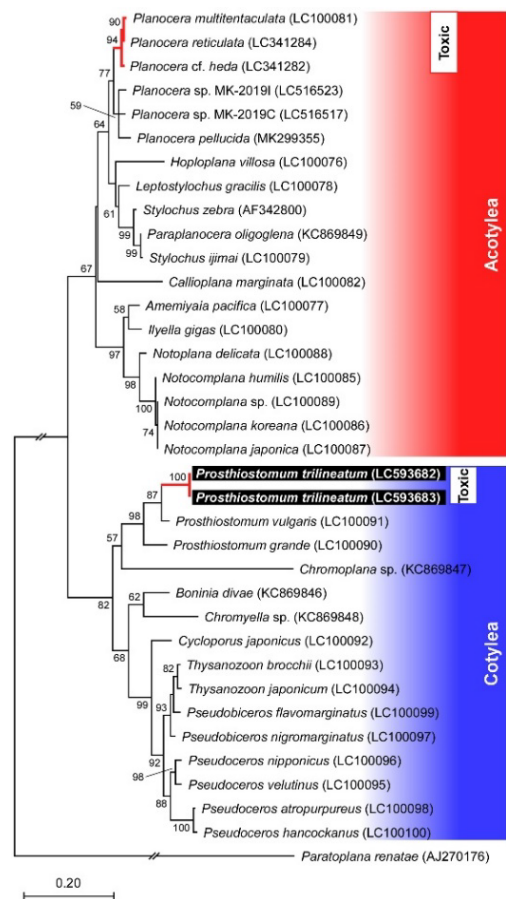 Planocera multitentaculata (LC100081)
Planocera reticulata (LC341284)
Planocera cf. heda (LC341282)
Planocera sp. MK-2019I (LC516523)
Planocera sp. MK-2019C (LC516517)
Planocera pellucida (MK299355)
Hoploplana villosa (LC100076)
Leptostylochus gracilis (LC100078)
Stylochus zebra (AF342800)
Paraplanocera oligoglena (KC869849)
Stylochus ijimai (LC100079)
Callioplana marginata (LC100082)
Amemiyaia pacifica (LC100077)
Ilyella gigas (LC100080)
Notoplana delicata (LC100088)
Notocomplana humilis (LC100085)
Notocomplana sp. (LC100089)
Notocomplana koreana (LC100086)
Notocomplana japonica (LC100087)
Prosthiostomum trilineatum (LC593682)
Prosthiostomum trilineatum (LC593683)
Prosthiostomum vulgaris (LC100091)
Prosthiostomum grande (LC100090)
Chromoplana sp. (KC869847)
Boninia divae (KC869846)
Chromyella sp. (KC869848)
Cycloporus japonicus (LC100092)
Thysanozoon brocchii (LC100093)
Thysanozoon japonicum (LC100094)
Pseudobiceros flavomarginatus (LC100099)
Pseudobiceros nigromarginatus (LC100097)
Pseudoceros nipponicus (LC100096)
Pseudoceros velutinus (LC100095)
Pseudoceros atropurpureus (LC100098)
Pseudoceros hancockanus (LC100100)
Paratoplana renatae (AJ270176)
90
94
77
59
64
61
99
99
67
58
97
98
100
74
100
87
98
57
82
62
68
99
82
93
92
98
88
100
Toxic
Acotylea
Toxic
Cotylea
0.20